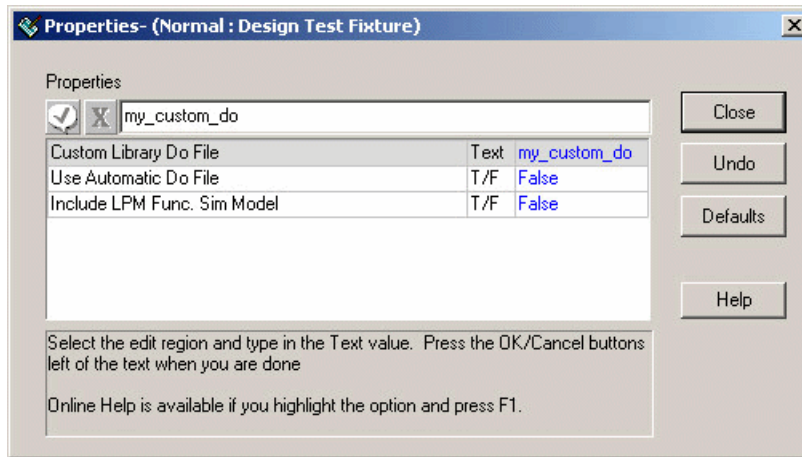 Properties- (Normal : Design Test Fixture)
Properties
my_custom_do
Custom Library Do File Text my_custom_do
Use Automatic Do File T/F False
Include LPM Func. Sim Model T/F False
Close
Undo
Defaults
Help
Select the edit region and type in the Text value. Press the OK/Cancel buttons
left of the text when you are done
Online Help is available if you highlight the option and press F1.